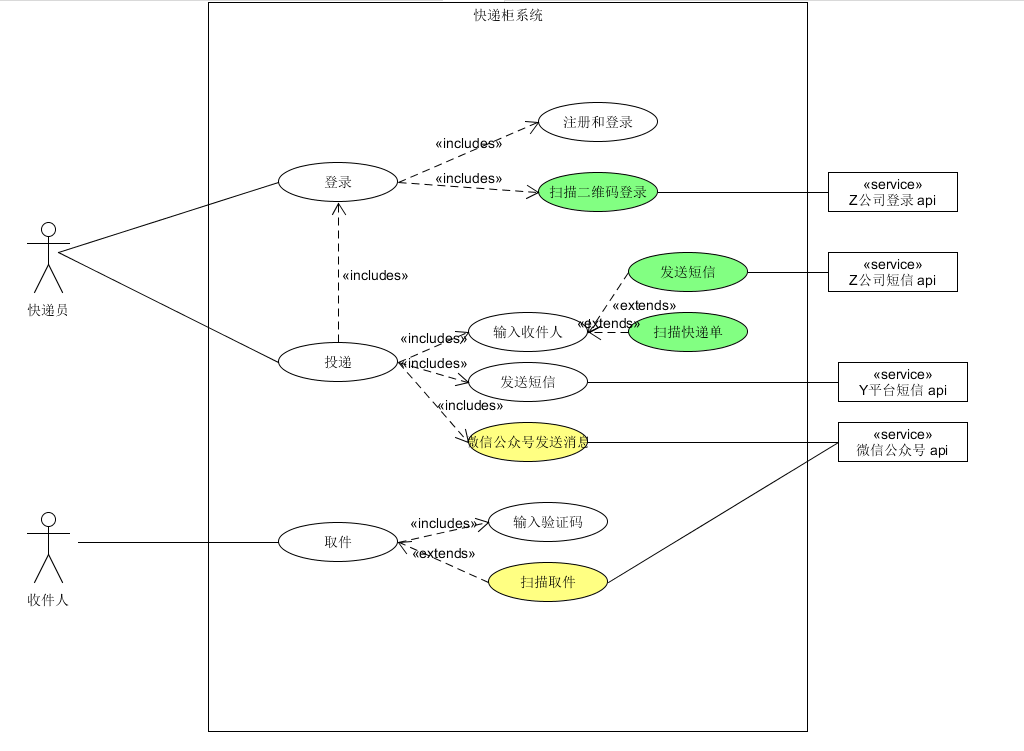 快递柜系统
注册和登录
«includes»
登录
«includes»
扫描二维码登录
«service»
Z公司登录 api
快递员
«includes»
发送短信
«service»
Z公司短信 api
«extends»
«extends»
扫描快递单
输入收件人
«includes»
投递
«includes»
发送短信
«service»
Y平台短信 api
«includes»
微信公众号发送消息
«service»
微信公众号 api
收件人
取件
«includes»
输入验证码
«extends»
扫描取件